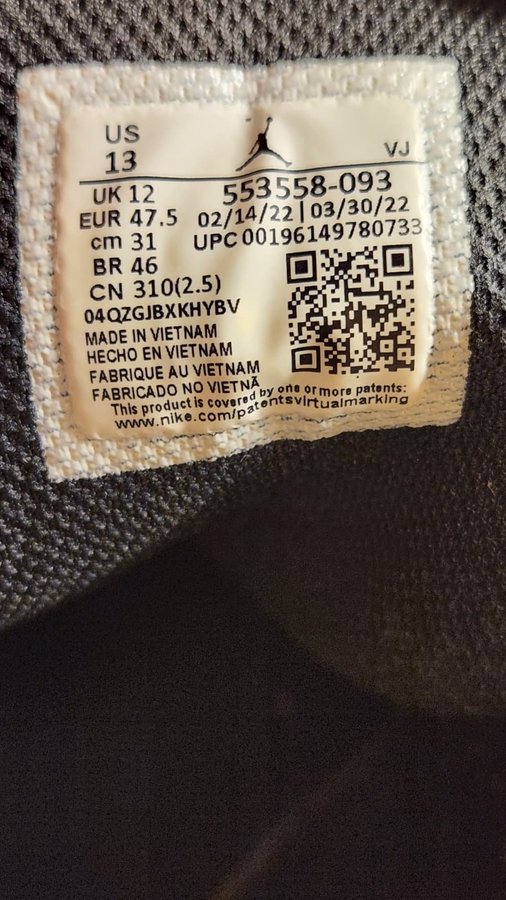 US
13
VJ
UK 12
553558-093
EUR 47.5
02/14/22 | 03/30/22
cm 31
UPC 00196149780733
BR 46
CN 310(2.5)
04QZGJBXKHYBV
MADE IN VIETNAM
HECHO EN VIETNAM
FABRIQUE AU VIETNAM
FABRICADO NO VIETNÃ
This product is covered by one or more patents:
www.nike.com/patentsvirtualmarking